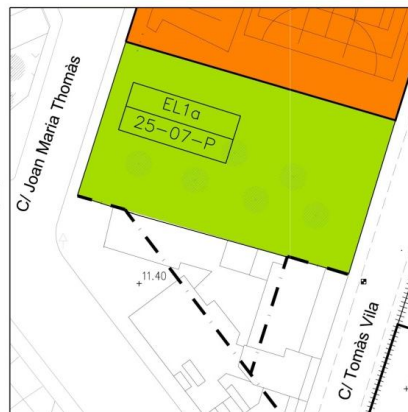 C/ Joan Maria Thomàs
EL1a
25-07-P
11.40
C/ Tomàs Vila